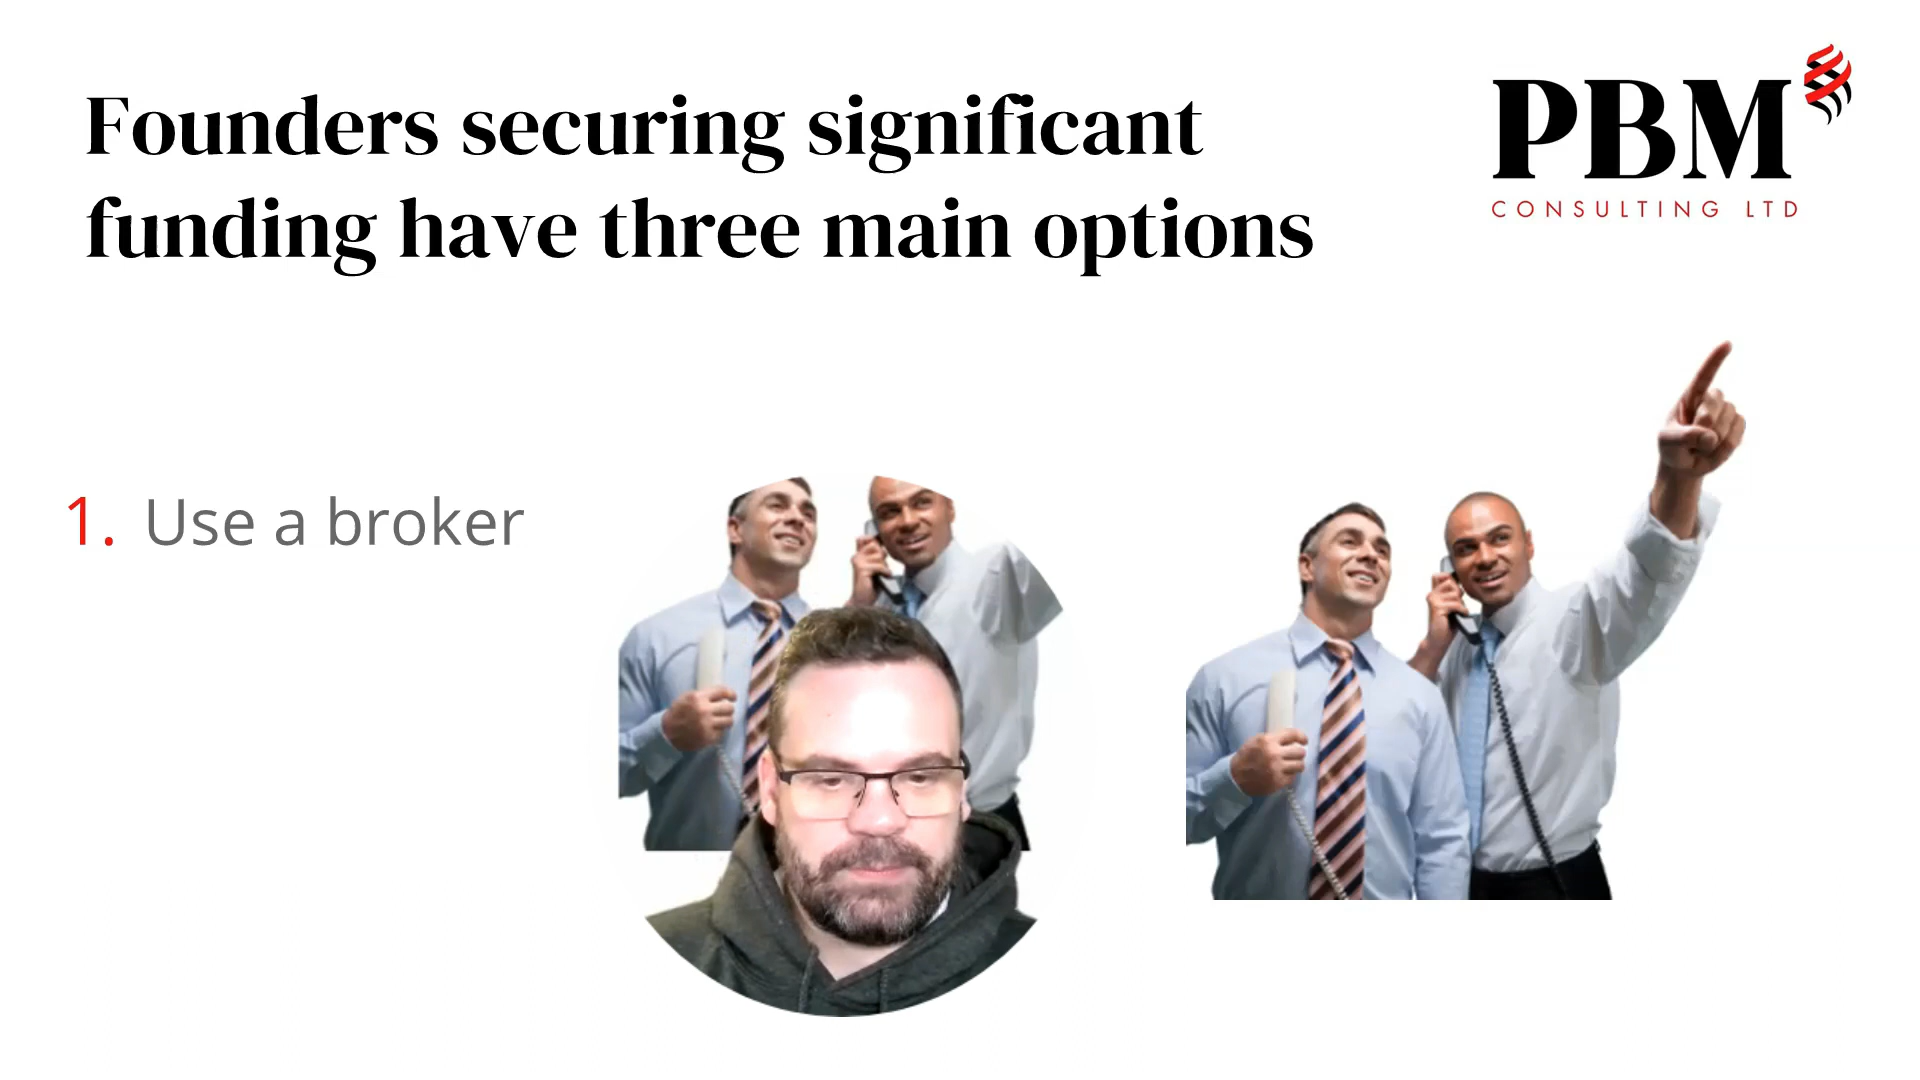 Founders securing significant
funding have three main options
PBM
CONSULTING LTD
1. Use a broker